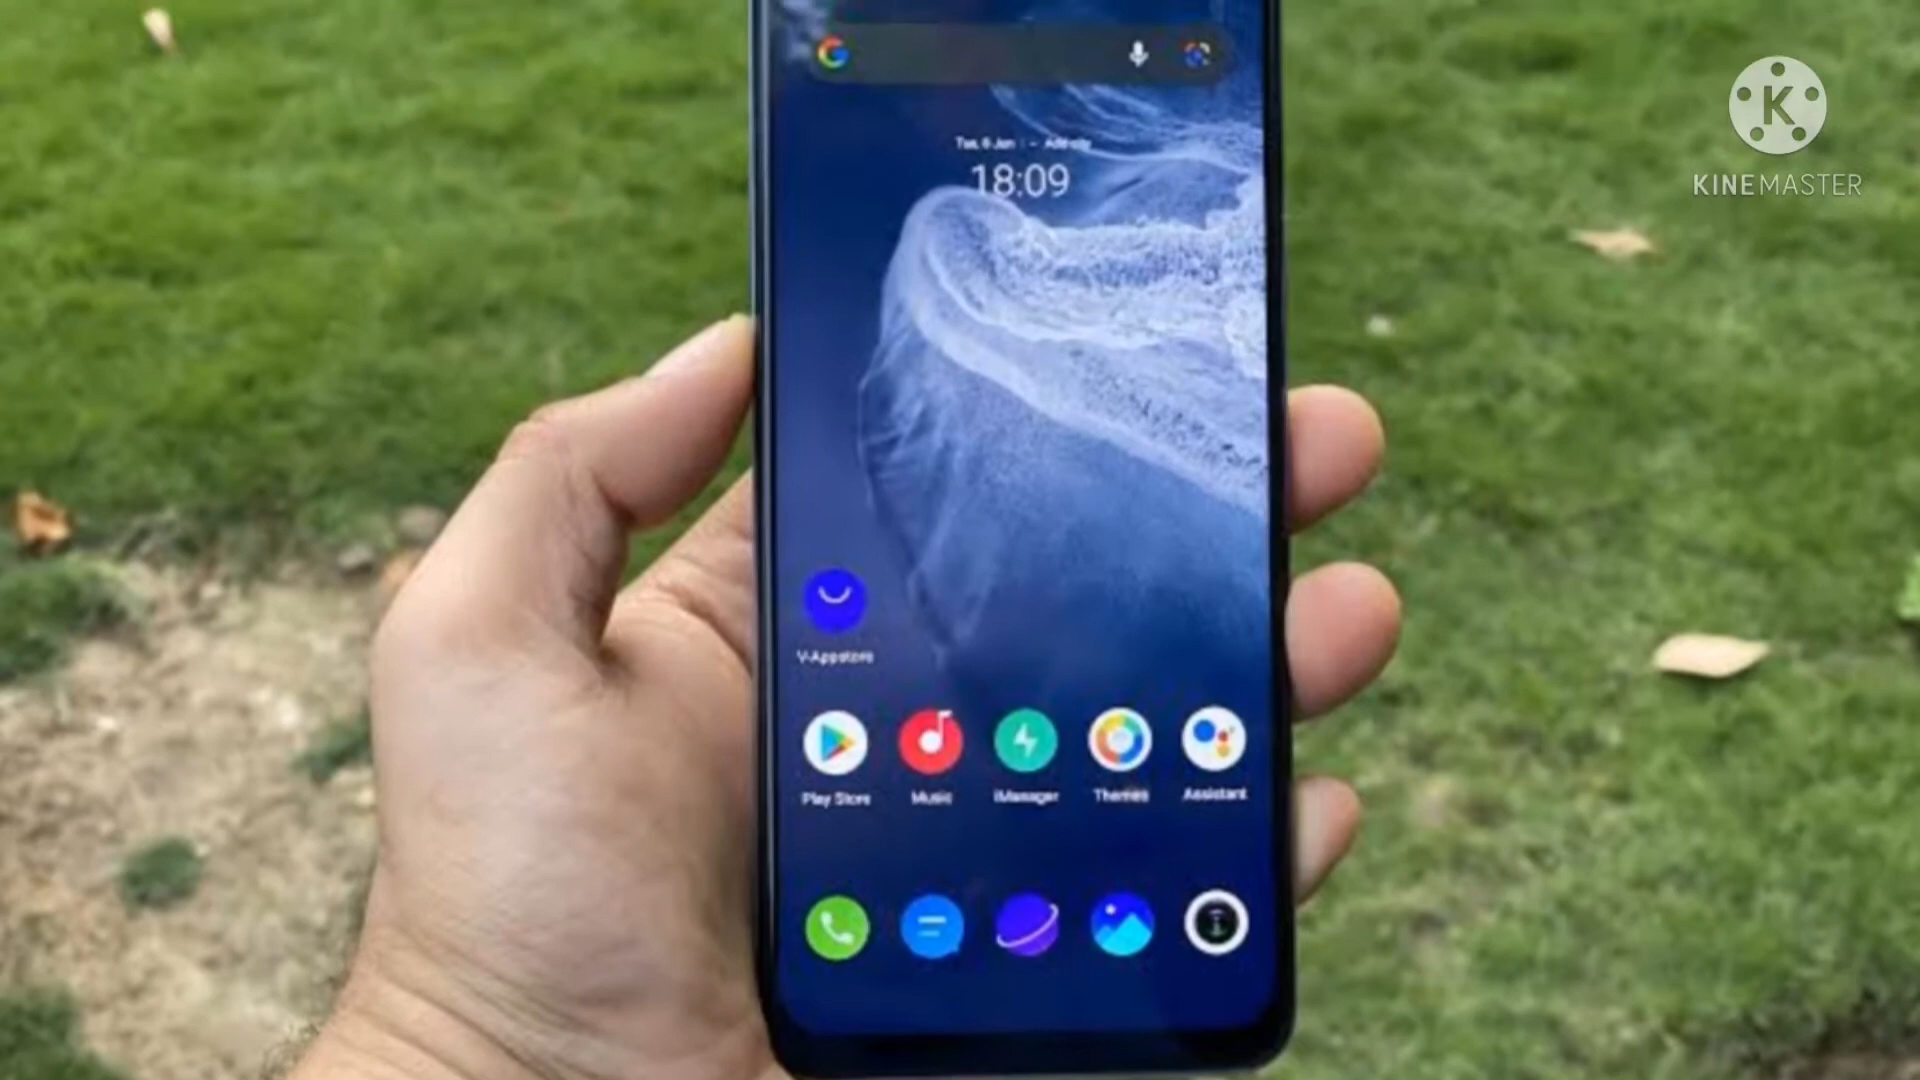 18:09
K
KINEMASTER
V-Appstore
Play Store
Music
iManager
Themes
Assistant